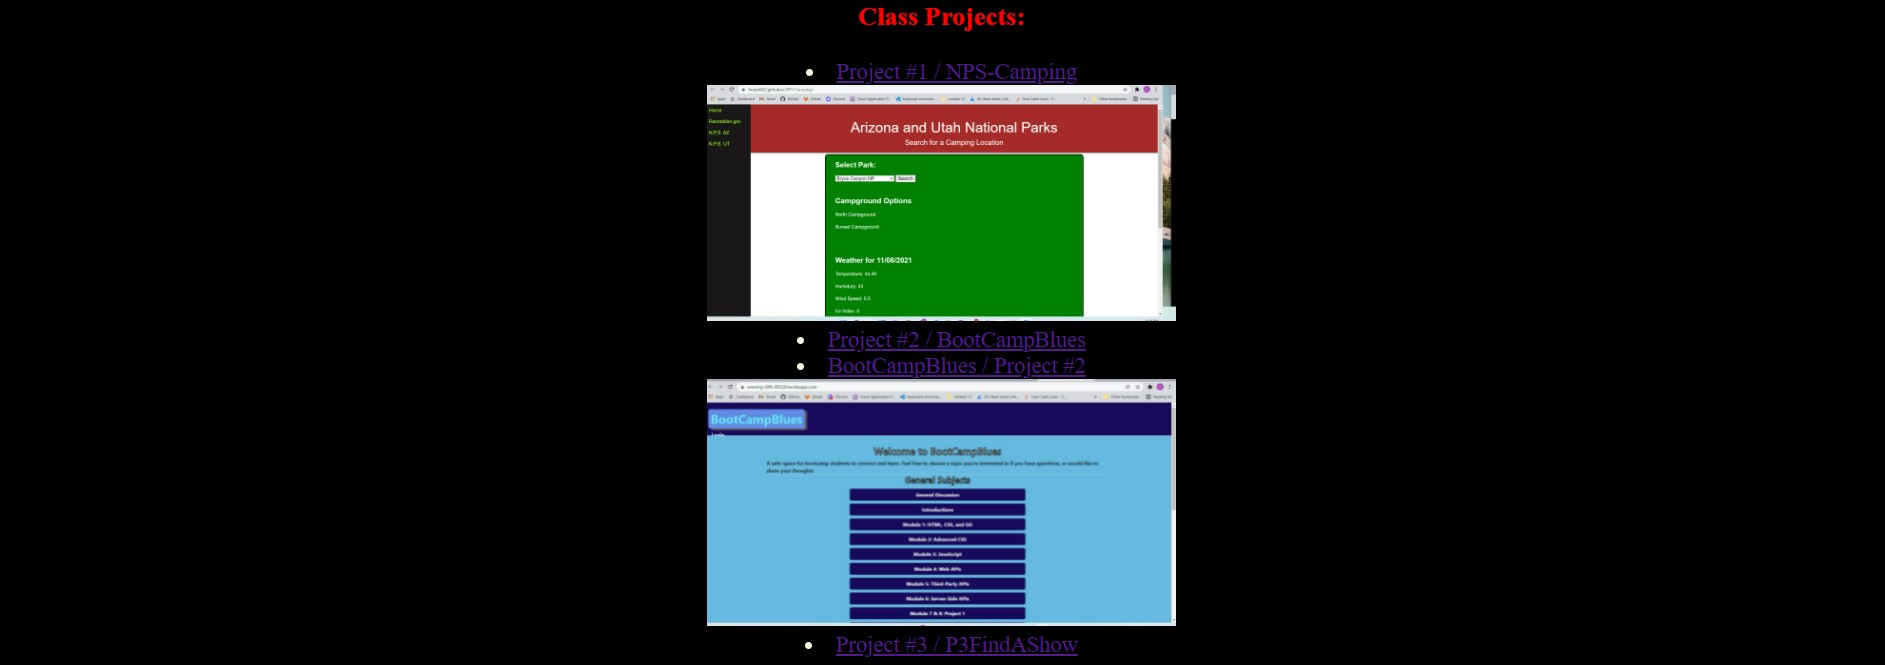 Class Projects:
Project #1 / NPS-Camping
Home
Recreation.gov
N.P.S. AZ
N.P.S. UT
Arizona and Utah National Parks
Search for a Camping Location
Select Park:
Bryce Canyon NP Search
Campground Options
North Campground
Sunset Campground
Weather for 11/08/2021
Temperature: 44.46
Humidity: 43
Wind Speed: 5.5
Uv Index: 0
Project #2 / BootCampBlues
BootCampBlues / Project #2
BootCampBlues
Login
Welcome to BootCampBlues
A safe space for bootcamp students to connect and learn. Feel free to choose a topic you're interested in if you have questions, or would like to
share your thoughts.
General Subjects
General Discussion
Introductions
Module 1: HTML, CSS, and Git
Module 2: Advanced CSS
Module 3: JavaScript
Module 4: Web APIs
Module 5: Third-Party APIs
Module 6: Server-Side APIs
Module 7 & 8: Project 1
Project #3 / P3FindAShow